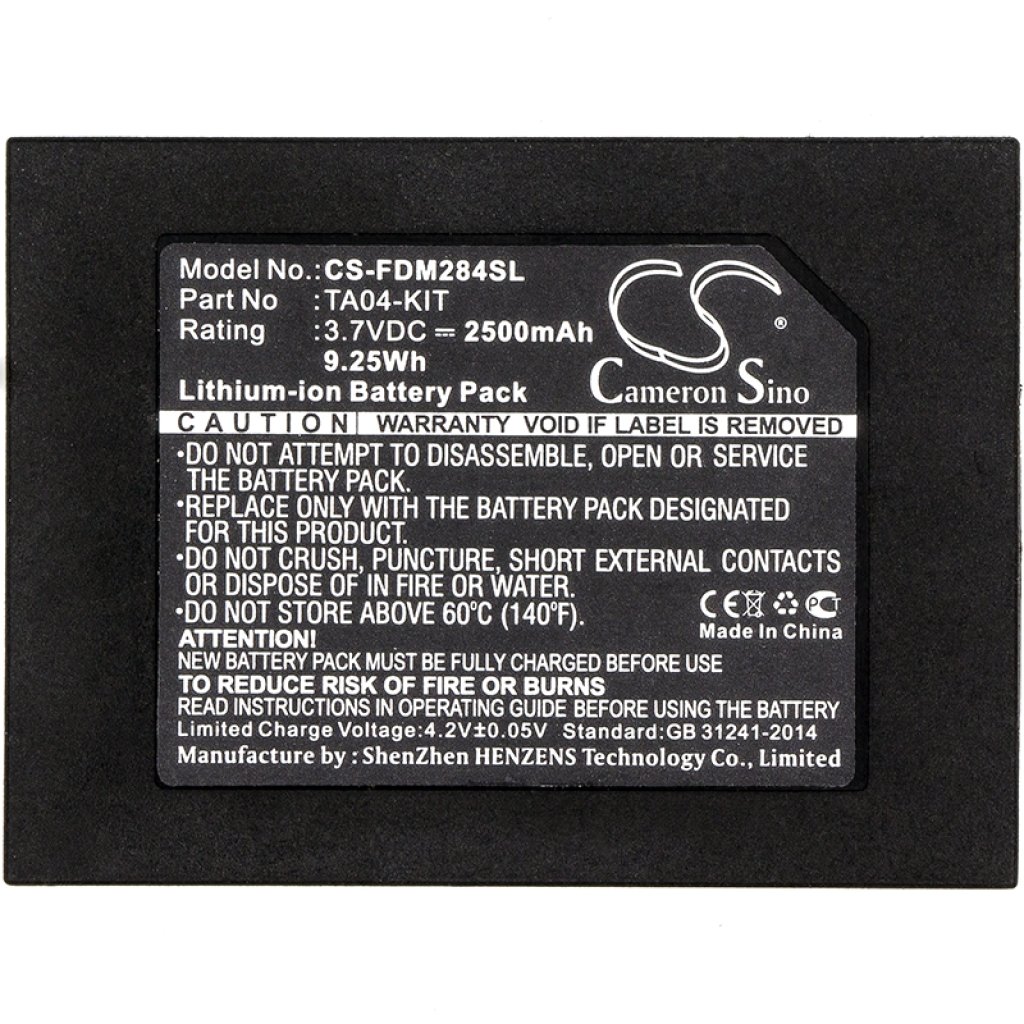 Model No.: CS-FDM284SL
Part No : TA04-KIT
Rating : 3.7VDC ⎓ 2500mAh
9.25Wh
Lithium-ion Battery Pack
CS ®
Cameron Sino
CAUTION WARRANTY VOID IF LABEL IS REMOVED
•DO NOT ATTEMPT TO DISASSEMBLE, OPEN OR SERVICE
THE BATTERY PACK.
•REPLACE ONLY WITH THE BATTERY PACK DESIGNATED
FOR THIS PRODUCT.
•DO NOT CRUSH, PUNCTURE, SHORT EXTERNAL CONTACTS
OR DISPOSE OF IN FIRE OR WATER.
•DO NOT STORE ABOVE 60°C (140°F).
CE PCT
Made In China
ATTENTION!
NEW BATTERY PACK MUST BE FULLY CHARGED BEFORE USE
TO REDUCE RISK OF FIRE OR BURNS
READ INSTRUCTIONS IN OPERATING GUIDE BEFORE USING THE BATTERY
Limited Charge Voltage:4.2V±0.05V Standard:GB 31241-2014
Manufacture by : ShenZhen HENZENS Technology Co., Limited